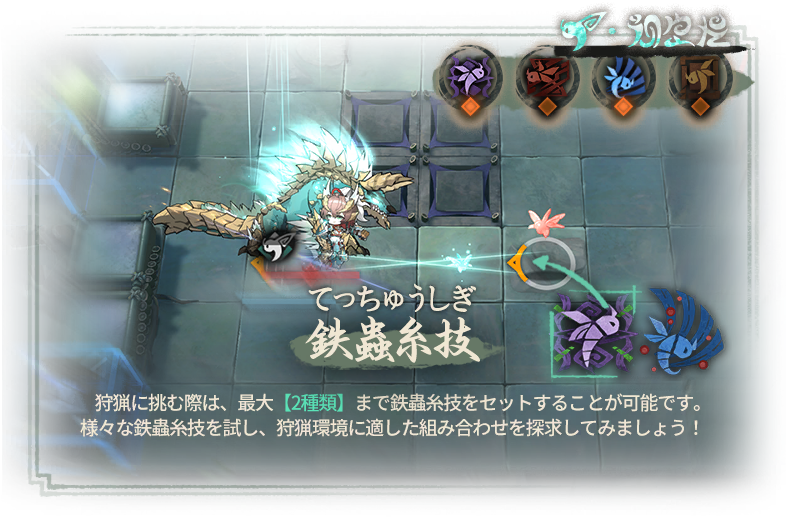 てっちゅうしぎ
鉄蟲糸技
狩猟に挑む際は、最大【2種類】まで鉄蟲糸技をセットすることが可能です。
様々な鉄蟲糸技を試し、狩猟環境に適した組み合わせを探求してみましょう！